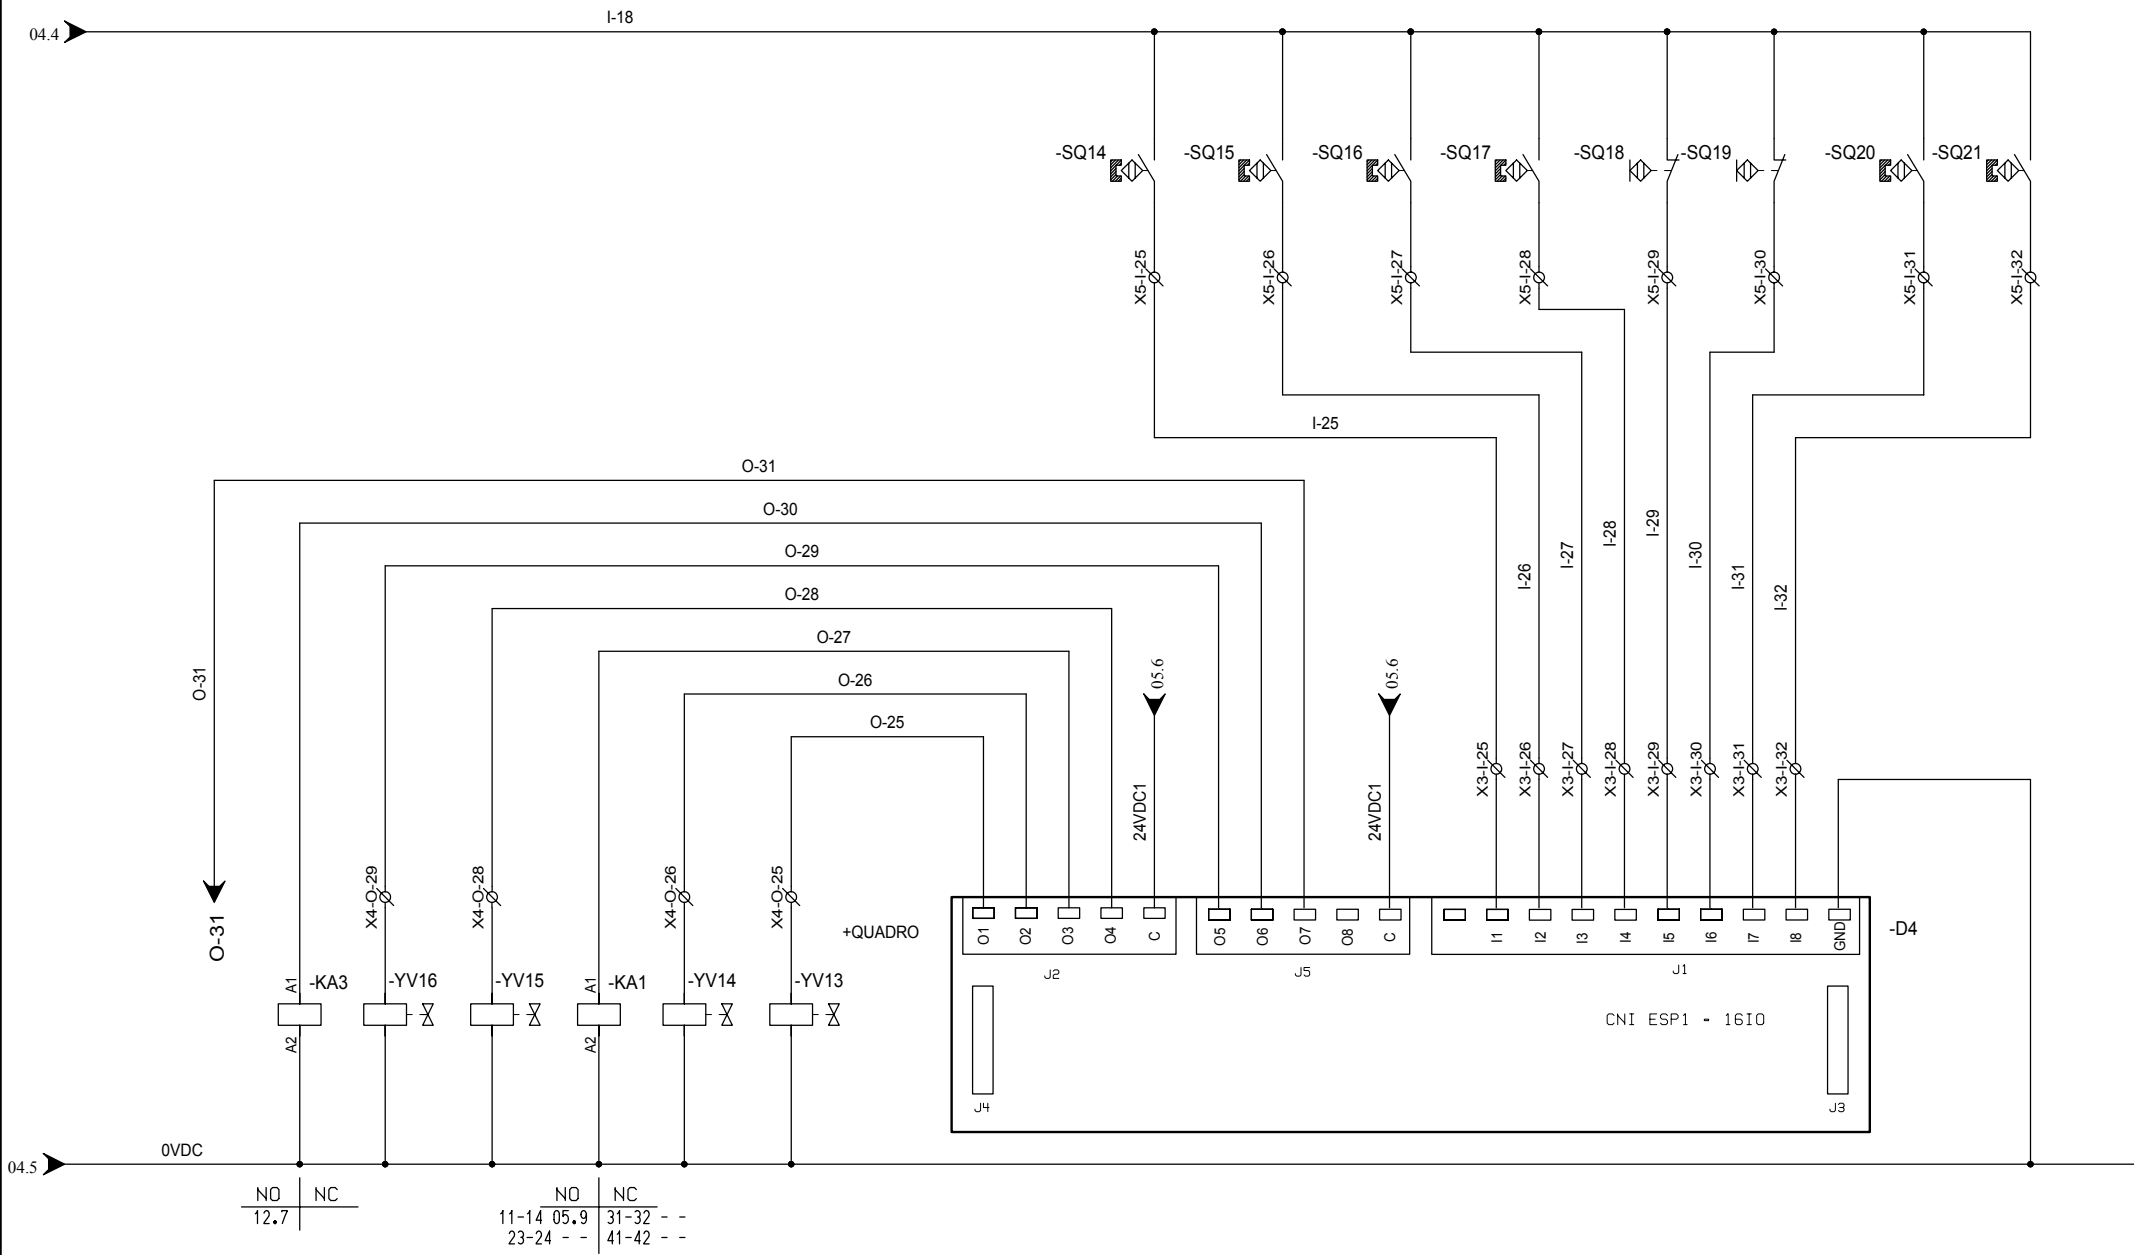 I-18
04.4
-SQ14
-SQ15
-SQ16
-SQ17
-SQ18
-SQ19
-SQ20
-SQ21
X5-I-25
X5-I-26
X5-I-27
X5-I-28
X5-I-29
X5-I-30
X5-I-31
X5-I-32
I-25
O-31
O-30
O-29
O-28
O-27
O-26
O-25
O-31
I-26
I-27
I-28
I-29
I-30
I-31
I-32
05.6
05.6
24VDC1
24VDC1
X3-I-25
X3-I-26
X3-I-27
X3-I-28
X3-I-29
X3-I-30
X3-I-31
X3-I-32
X4-O-29
X4-O-28
X4-O-26
X4-O-25
O-31
+QUADRO
O1
O2
O3
O4
C
O5
O6
O7
O8
C
I1
I2
I3
I4
I5
I6
I7
I8
GND
-D4
J2
J5
J1
A1
-KA3
-YV16
-YV15
A1
-KA1
-YV14
-YV13
A2
A2
CNI ESP1 - 16IO
J4
J3
0VDC
04.5
NO NC
12.7
NO NC
11-14 05.9 31-32 - -
23-24 - - 41-42 - -